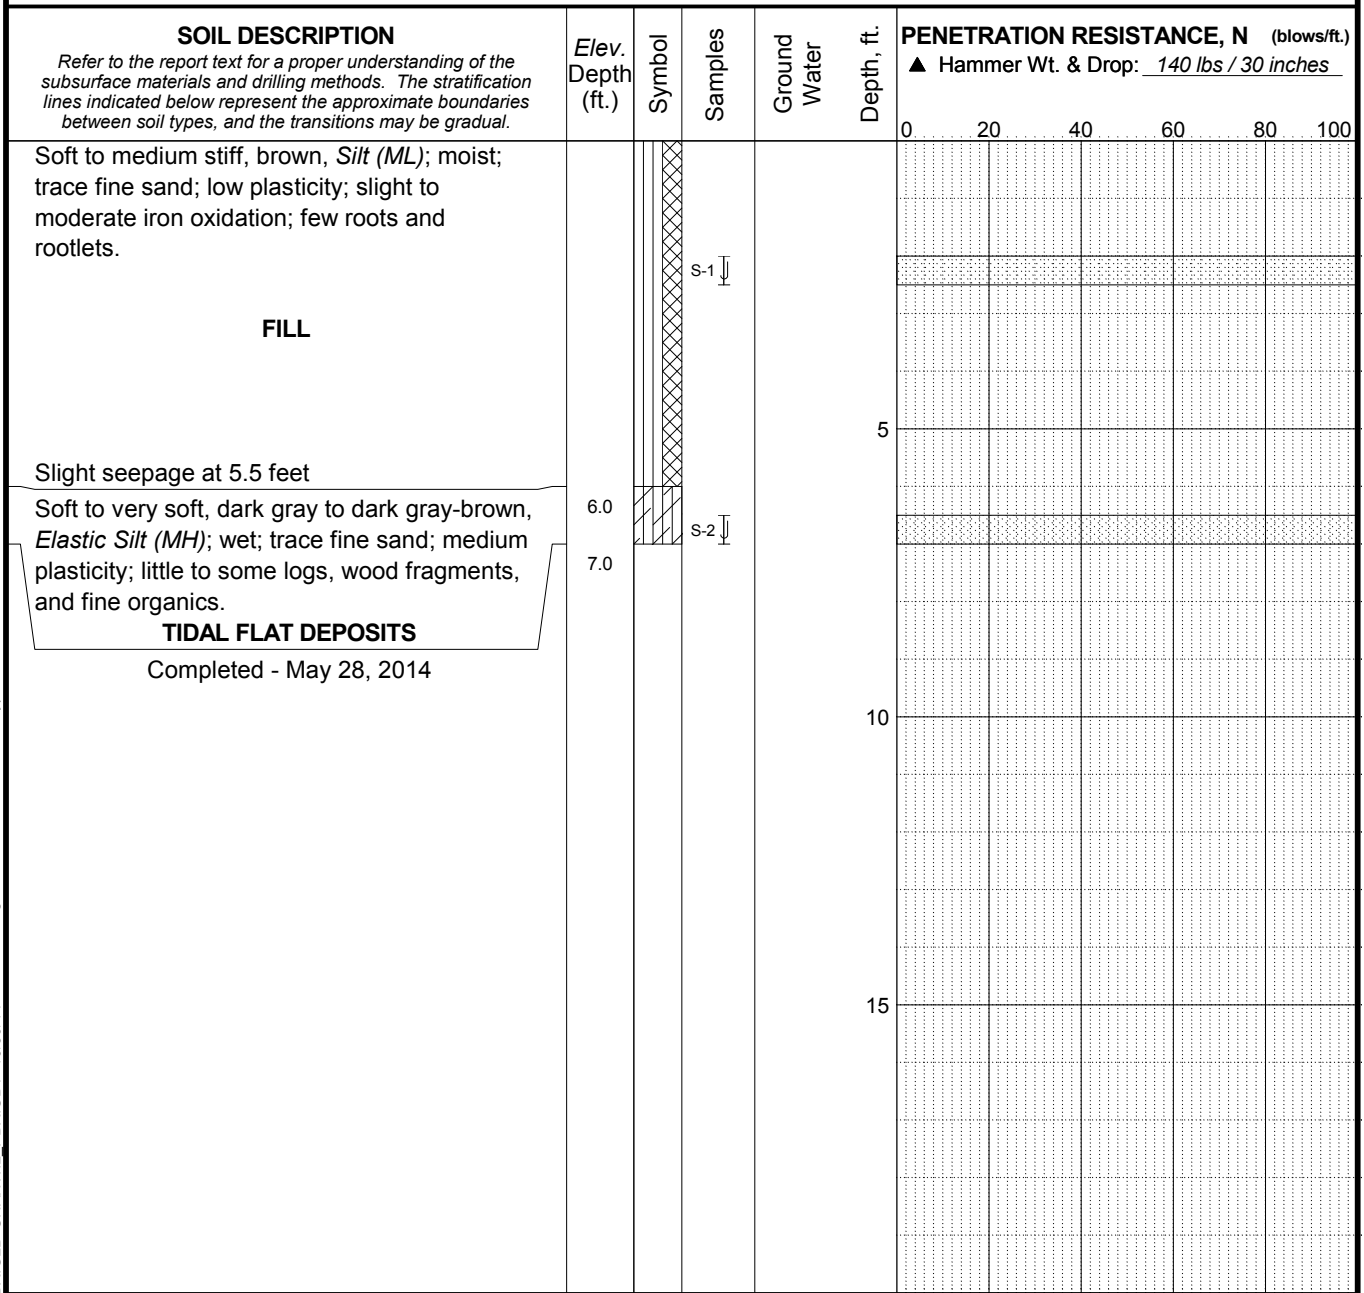 SOIL DESCRIPTION
Refer to the report text for a proper understanding of the
subsurface materials and drilling methods. The stratification
lines indicated below represent the approximate boundaries
between soil types, and the transitions may be gradual.
Elev.
Depth
(ft.)
Symbol
Samples
Ground
Water
Depth, ft.
PENETRATION RESISTANCE, N (blows/ft.)
▲ Hammer Wt. & Drop: 140 lbs / 30 inches
0 20 40 60 80 100
Soft to medium stiff, brown, Silt (ML); moist;
trace fine sand; low plasticity; slight to
moderate iron oxidation; few roots and
rootlets.
S-1
FILL
5
Slight seepage at 5.5 feet
Soft to very soft, dark gray to dark gray-brown,
Elastic Silt (MH); wet; trace fine sand; medium
plasticity; little to some logs, wood fragments,
and fine organics.
6.0
S-2
7.0
TIDAL FLAT DEPOSITS
Completed - May 28, 2014
10
15